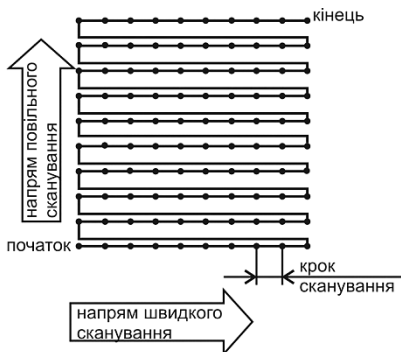 кінець
напрям повільного
сканування
початок
крок
сканування
напрям швидкого
сканування